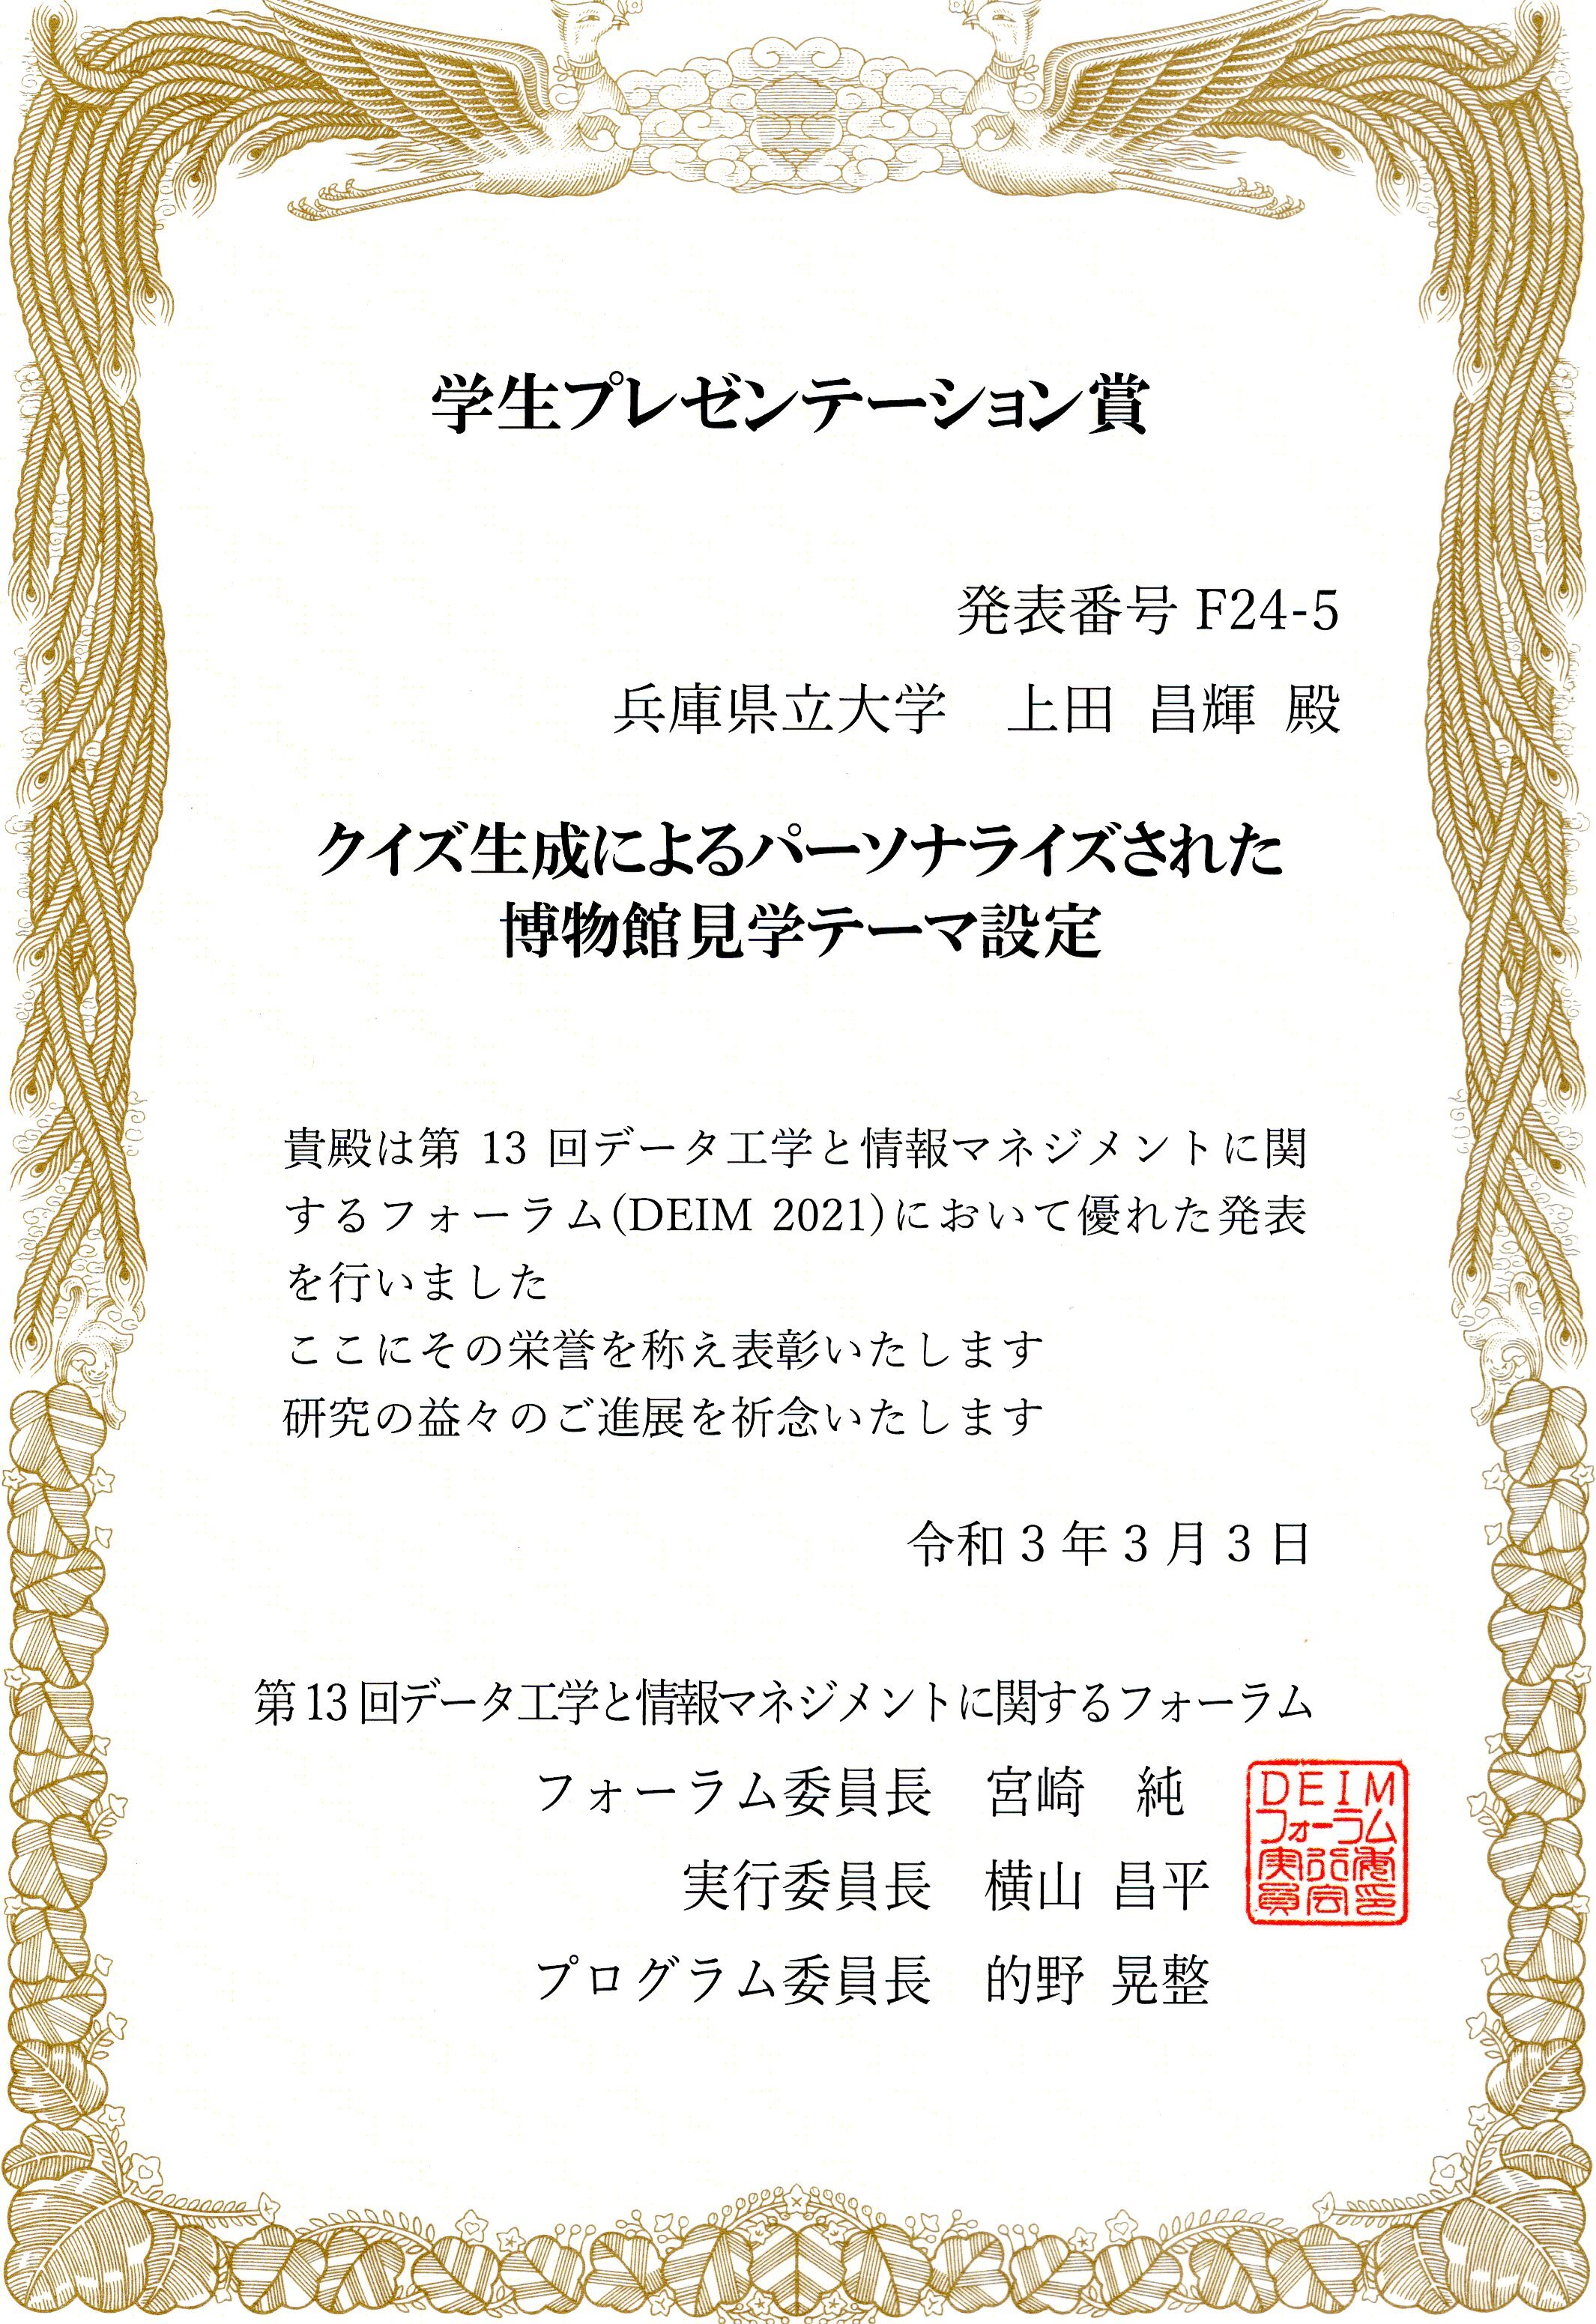 学生プレゼンテーション賞
発表番号 F24-5
兵庫県立大学　上田 昌輝 殿
クイズ生成によるパーソナライズされた
博物館見学テーマ設定
貴殿は第 13 回データ工学と情報マネジメントに関
するフォーラム(DEIM 2021)において優れた発表
を行いました
ここにその栄誉を称え表彰いたします
研究の益々のご進展を祈念いたします
令和 3 年 3 月 3 日
第 13 回データ工学と情報マネジメントに関するフォーラム
フォーラム委員長　宮崎　純
実行委員長　横山 昌平
プログラム委員長　的野 晃整
DEIM
フォーラム
実行委
員会印